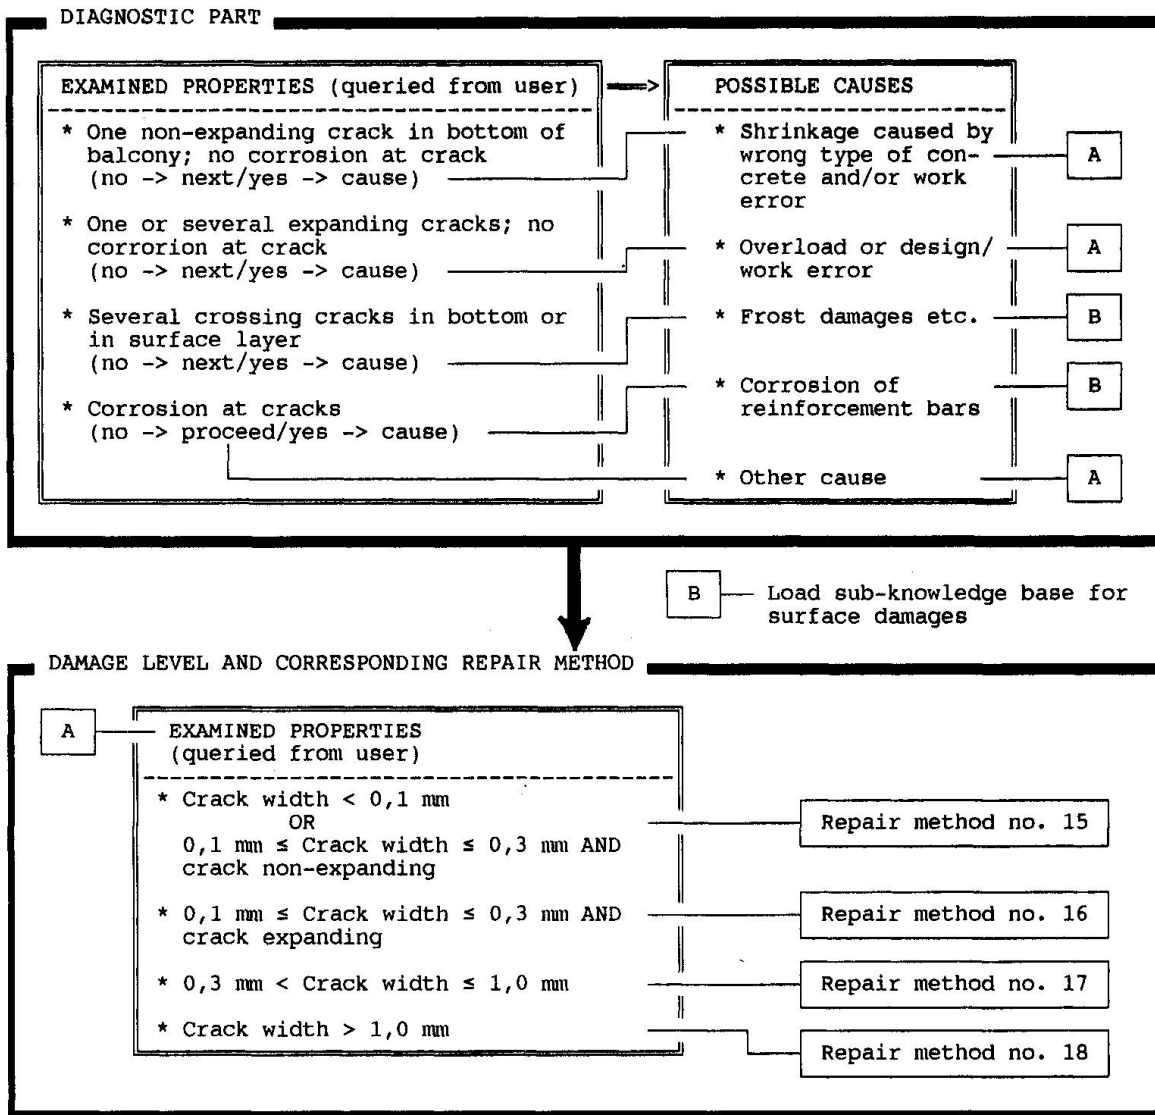 DIAGNOSTIC PART
EXAMINED PROPERTIES (queried from user) ==>
* One non-expanding crack in bottom of
balcony; no corrosion at crack
(no -> next/yes -> cause)
* One or several expanding cracks; no
corrorion at crack
(no -> next/yes -> cause)
* Several crossing cracks in bottom or
in surface layer
(no -> next/yes -> cause)
* Corrosion at cracks
(no -> proceed/yes -> cause)
POSSIBLE CAUSES
* Shrinkage caused by
wrong type of con-
crete and/or work
error
A
* Overload or design/
work error
A
* Frost damages etc.
B
* Corrosion of
reinforcement bars
B
* Other cause
A
B
Load sub-knowledge base for
surface damages
DAMAGE LEVEL AND CORRESPONDING REPAIR METHOD
A
EXAMINED PROPERTIES
(queried from user)
* Crack width < 0,1 mm
OR
0,1 mm ≤ Crack width ≤ 0,3 mm AND
crack non-expanding
Repair method no. 15
* 0,1 mm ≤ Crack width ≤ 0,3 mm AND
crack expanding
Repair method no. 16
* 0,3 mm < Crack width ≤ 1,0 mm
Repair method no. 17
* Crack width > 1,0 mm
Repair method no. 18